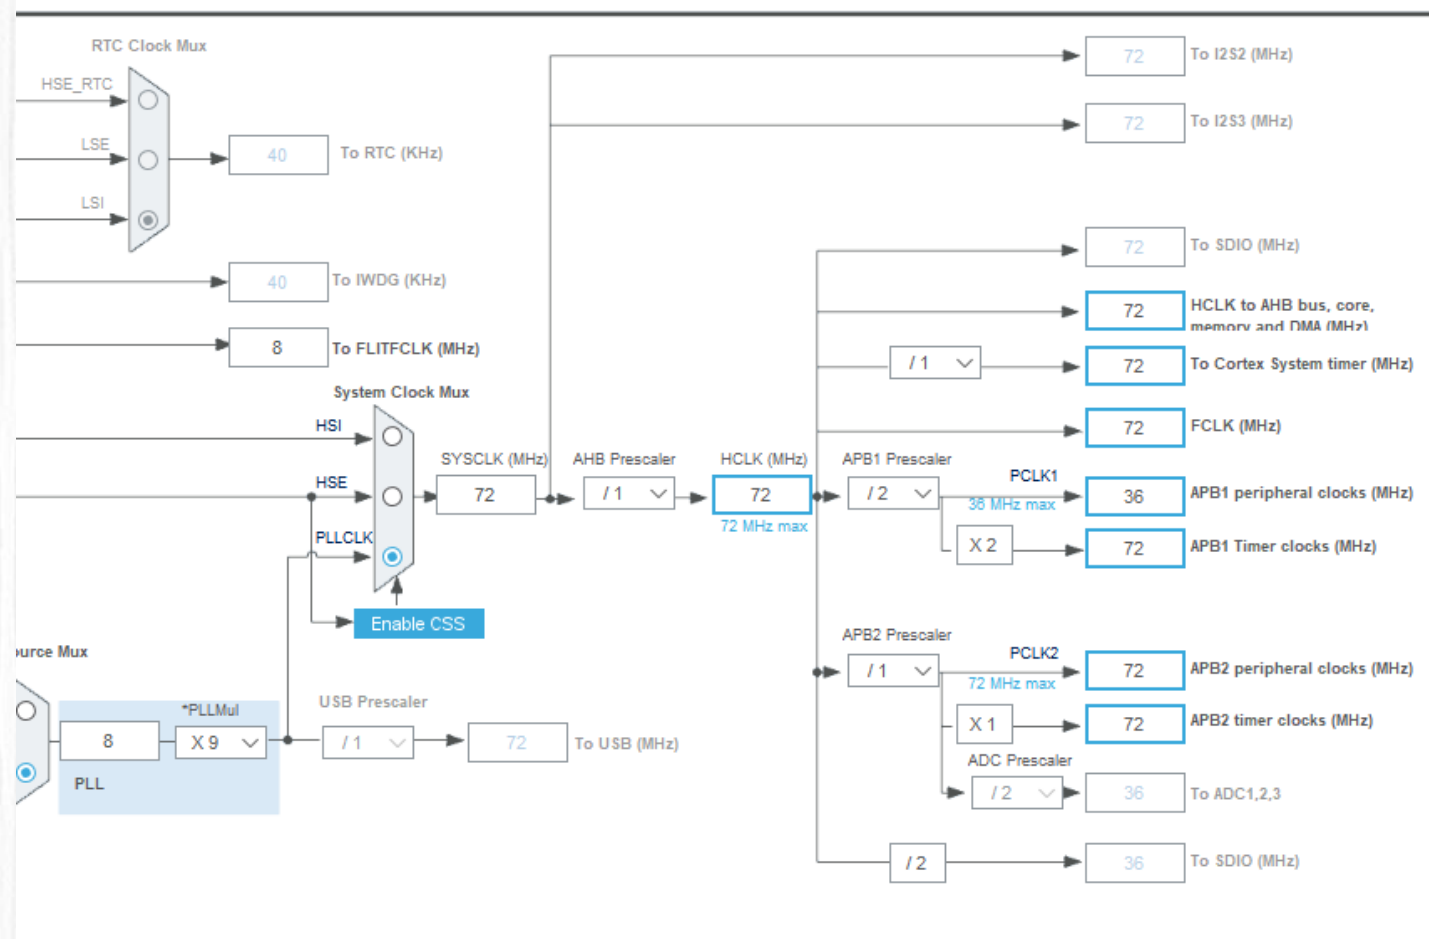 RTC Clock Mux
HSE_RTC
LSE
LSI
40
To RTC (KHz)
40
To IWDG (KHz)
8
To FLITFCLK (MHz)
System Clock Mux
HSI
HSE
PLLCLK
Enable CSS
SYSCLK (MHz)
72
AHB Prescaler
/ 1
HCLK (MHz)
72
72 MHz max
72
To I2S2 (MHz)
72
To I2S3 (MHz)
72
To SDIO (MHz)
72
HCLK to AHB bus, core,
memory and DMA (MHz)
/ 1
72
To Cortex System timer (MHz)
72
FCLK (MHz)
APB1 Prescaler
/ 2
PCLK1
36 MHz max
36
APB1 peripheral clocks (MHz)
X 2
72
APB1 Timer clocks (MHz)
APB2 Prescaler
/ 1
PCLK2
72 MHz max
72
APB2 peripheral clocks (MHz)
X 1
72
APB2 timer clocks (MHz)
ADC Prescaler
/ 2
36
To ADC1,2,3
/ 2
36
To SDIO (MHz)
ource Mux
8
*PLLMul
X 9
PLL
USB Prescaler
/ 1
72
To USB (MHz)